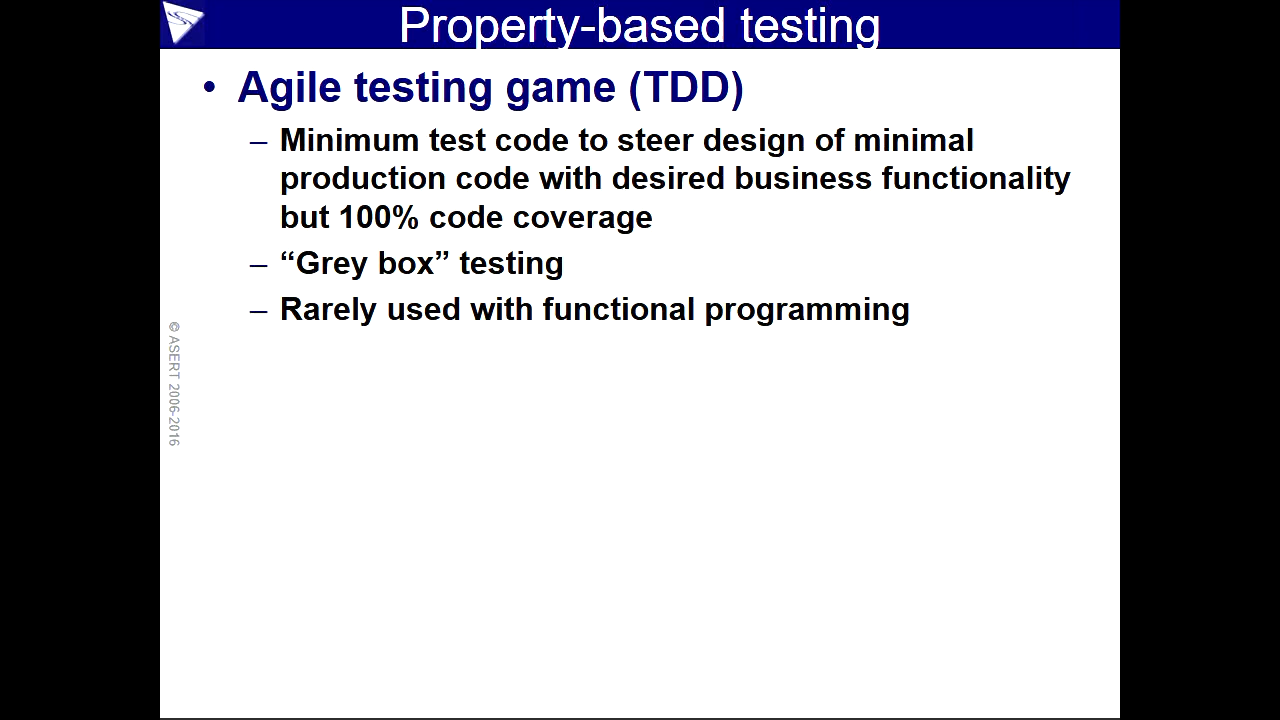 Property-based testing
• Agile testing game (TDD)
– Minimum test code to steer design of minimal
production code with desired business functionality
but 100% code coverage
– “Grey box” testing
– Rarely used with functional programming
© ASERT 2006-2016